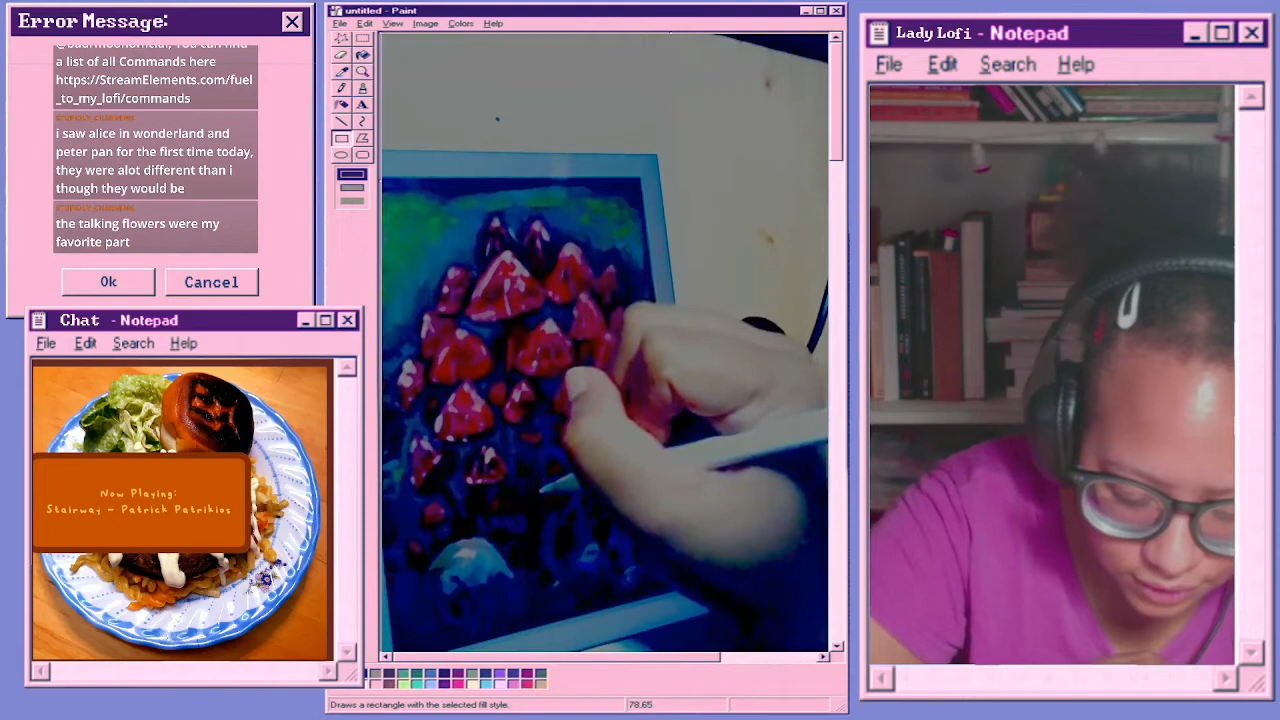 Error Message:
a list of all Commands here
https://StreamElements.com/fuel
_to_my_lofi/commands
i saw alice in wonderland and
peter pan for the first time today,
they were alot different than i
though they would be
the talking flowers were my
favorite part
Ok
Cancel
Chat - Notepad
File Edit Search Help
Now Playing:
Stairway - Patrick Patrikios
untitled - Paint
File Edit View Image Colors Help
A
Draws a rectangle with the selected fill style.
78,65
Lady Lofi - Notepad
File Edit Search Help